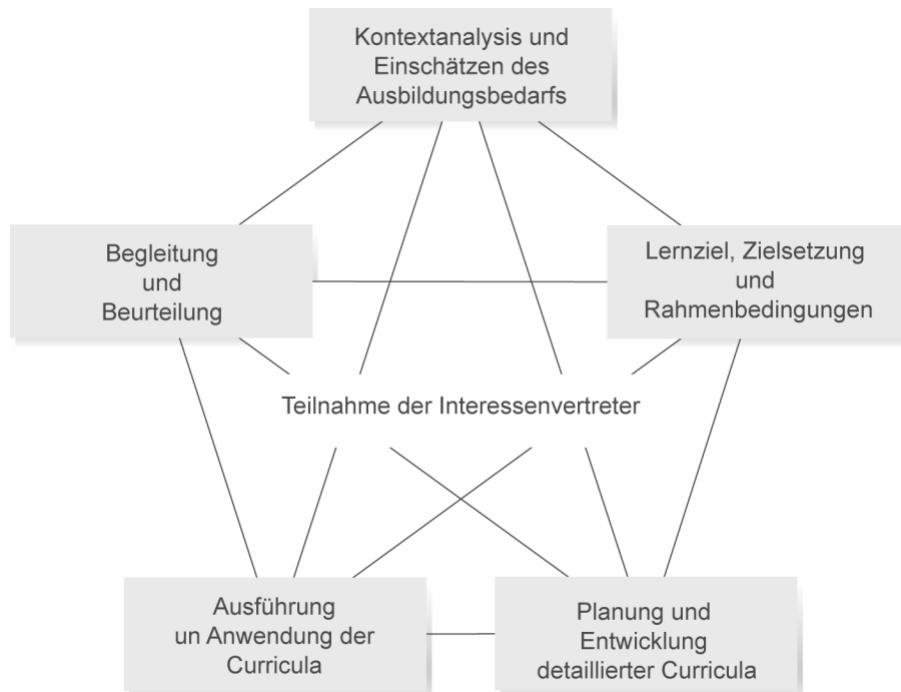 Kontextanalysis und
Einschätzen des
Ausbildungsbedarfs
Begleitung
und
Beurteilung
Lernziel, Zielsetzung
und
Rahmenbedingungen
Teilnahme der Interessenvertreter
Ausführung
un Anwendung der
Curricula
Planung und
Entwicklung
detaillierter Curricula